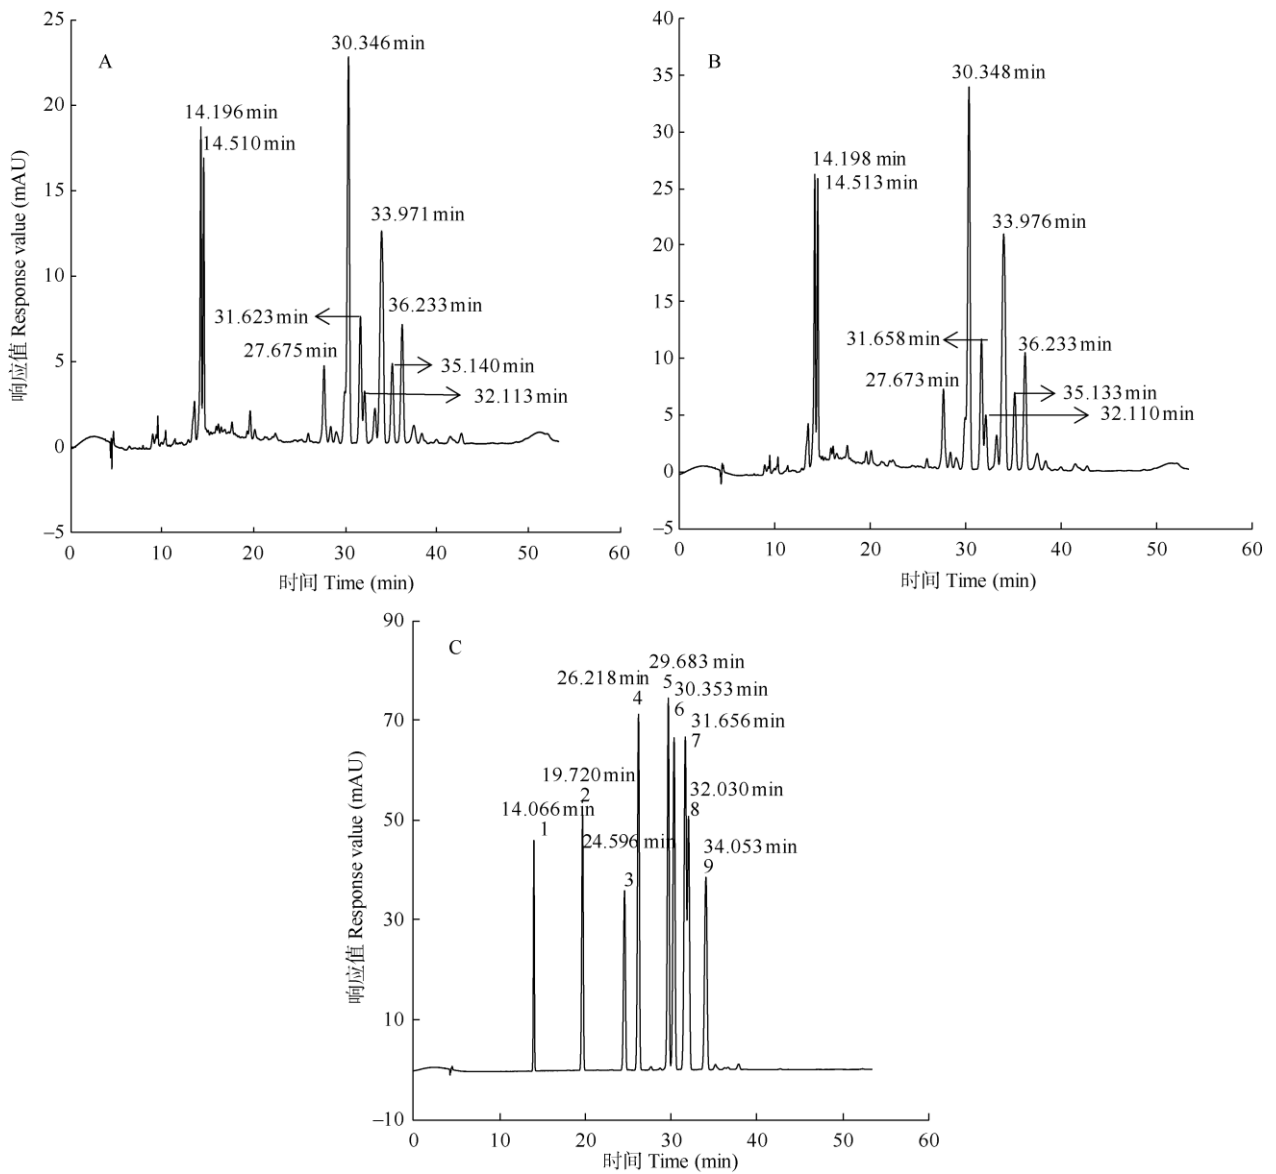 A
25
20
15
10
5
0
–5
0
10
20
30
40
50
60
响应值 Response value (mAU)
时间 Time (min)
14.196 min
14.510 min
30.346 min
33.971 min
36.233 min
31.623 min
27.675 min
35.140 min
32.113 min
B
40
35
30
25
20
15
10
5
0
–5
0
10
20
30
40
50
60
时间 Time (min)
14.198 min
14.513 min
30.348 min
33.976 min
36.233 min
31.658 min
27.673 min
35.133 min
32.110 min
C
90
70
50
30
10
–10
0
10
20
30
40
50
60
响应值 Response value (mAU)
时间 Time (min)
14.066 min
1
19.720 min
2
24.596 min
3
26.218 min
4
29.683 min
5
30.353 min
6
31.656 min
7
32.030 min
8
34.053 min
9